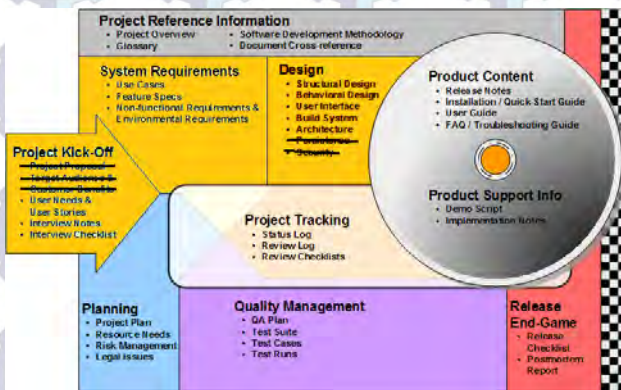 Project Reference Information
• Project Overview
• Glossary
• Software Development Methodology
• Document Cross-reference
System Requirements
• Use Cases
• Feature Specs
• Non-functional Requirements &
Environmental Requirements
Design
• Structural Design
• Behavioral Design
• User Interface
• Build System
• Architecture
• Persistence
• Security
Product Content
• Release Notes
• Installation / Quick Start Guide
• User Guide
• FAQ / Troubleshooting Guide
Project Kick-Off
• Project Proposal
• Target Audience &
• Customer Benefits
• User Needs &
User Stories
• Interview Notes
• Interview Checklist
Product Support Info
• Demo Script
• Implementation Notes
Project Tracking
• Status Log
• Review Log
• Review Checklists
Planning
• Project Plan
• Resource Needs
• Risk Management
• Legal Issues
Quality Management
• QA Plan
• Test Suite
• Test Cases
• Test Runs
Release
End-Game
• Release
Checklist
• Postmortem
Report